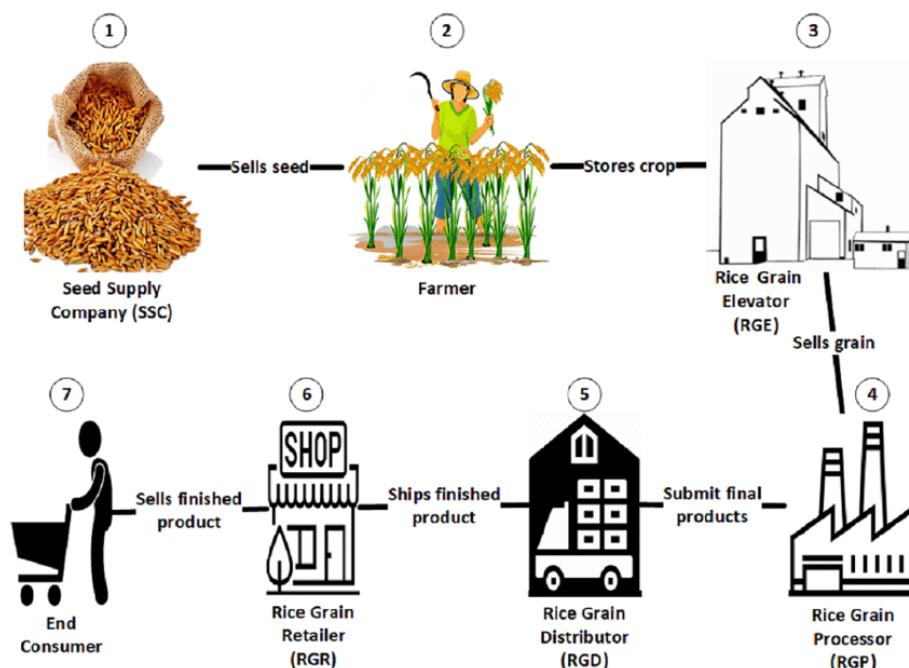 1
2
3
Sells seed
Stores crop
Seed Supply
Company (SSC)
Farmer
Rice Grain
Elevator
(RGE)
Sells grain
7
6
5
4
SHOP
Sells finished
product
Ships finished
product
Submit final
products
End
Consumer
Rice Grain
Retailer
(RGR)
Rice Grain
Distributor
(RGD)
Rice Grain
Processor
(RGP)